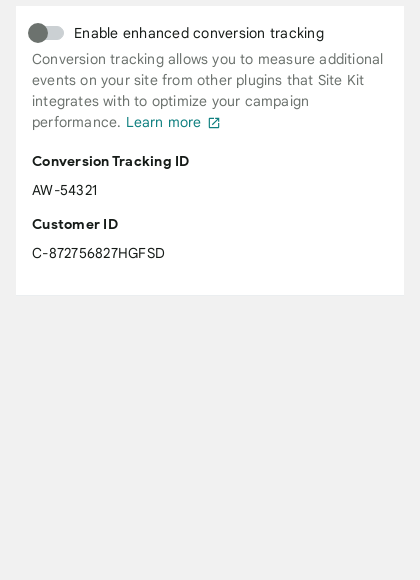 Enable enhanced conversion tracking
Conversion tracking allows you to measure additional
events on your site from other plugins that Site Kit
integrates with to optimize your campaign
performance. Learn more
Conversion Tracking ID
AW-54321
Customer ID
C-872756827HGFSD